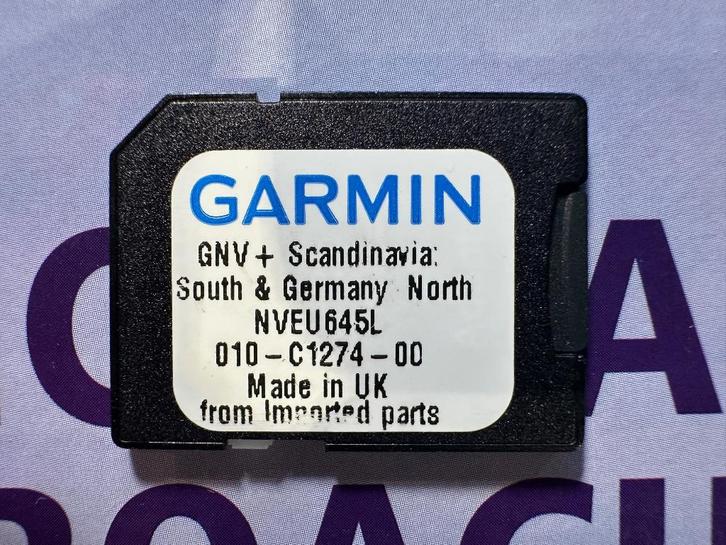 GARMIN
GNV+ Scandinavia:
South & Germany North
NVEU645L
010-C1274-00
Made in UK
from Imported parts